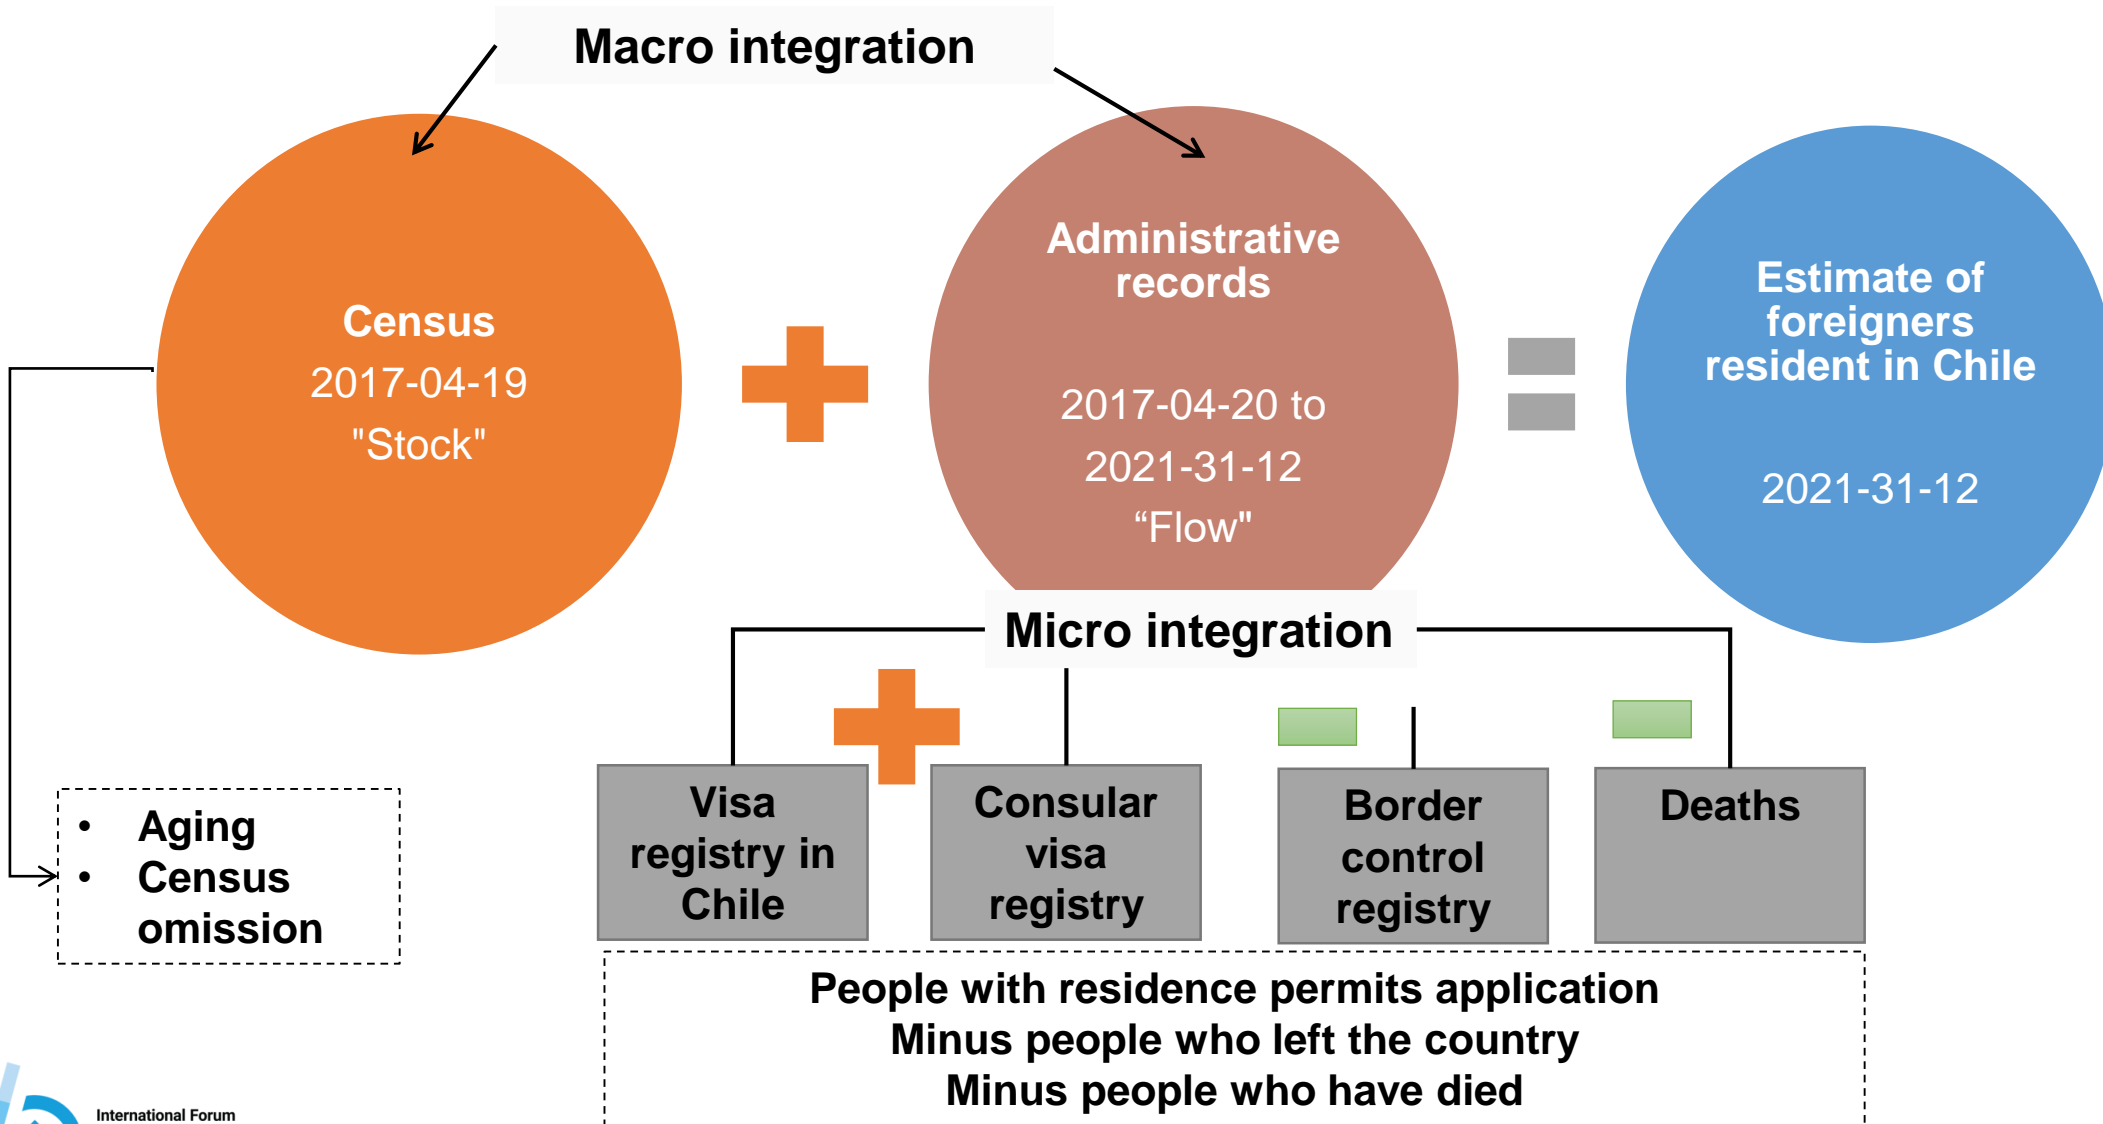 Macro integration
Census
2017-04-19
"Stock"
Administrative
records
2017-04-20 to
2021-31-12
“Flow"
Estimate of
foreigners
resident in Chile
2021-31-12
Micro integration
• Aging
• Census
omission
Visa
registry in
Chile
Consular
visa
registry
Border
control
registry
Deaths
People with residence permits application
Minus people who left the country
Minus people who have died
International Forum